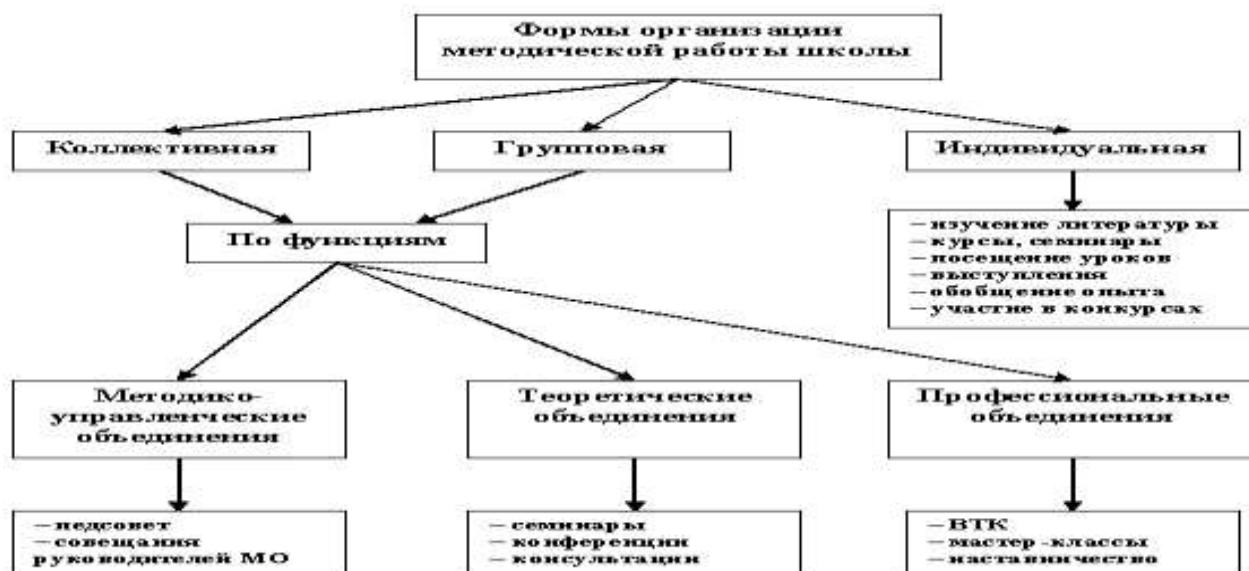 Формы организации
методической работы школы
Коллективная
Групповая
Индивидуальная
По функциям
– изучение литературы
– курсы, семинары
– посещение уроков
– выступления
– обобщение опыта
– участие в конкурсах
Методико-
управленческие
объединения
Теоретические
объединения
Профессиональные
объединения
– педсовет
– совещания
руководителей МО
– семинары
– конференции
– консультации
– ВТК
– мастер -классы
– наставничество